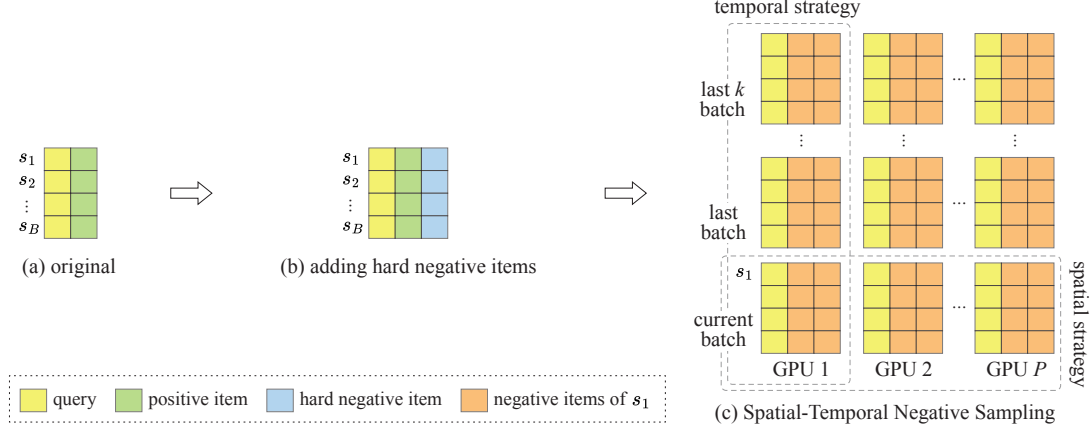 temporal strategy
last k
batch
...
⋮
⋮
⋮
last
batch
...
s1
s2
⋮
sB
(a) original
s1
s2
⋮
sB
(b) adding hard negative items
s1
current
batch
...
GPU 1
GPU 2
GPU P
spatial strategy
(c) Spatial-Temporal Negative Sampling
query
positive item
hard negative item
negative items of s1